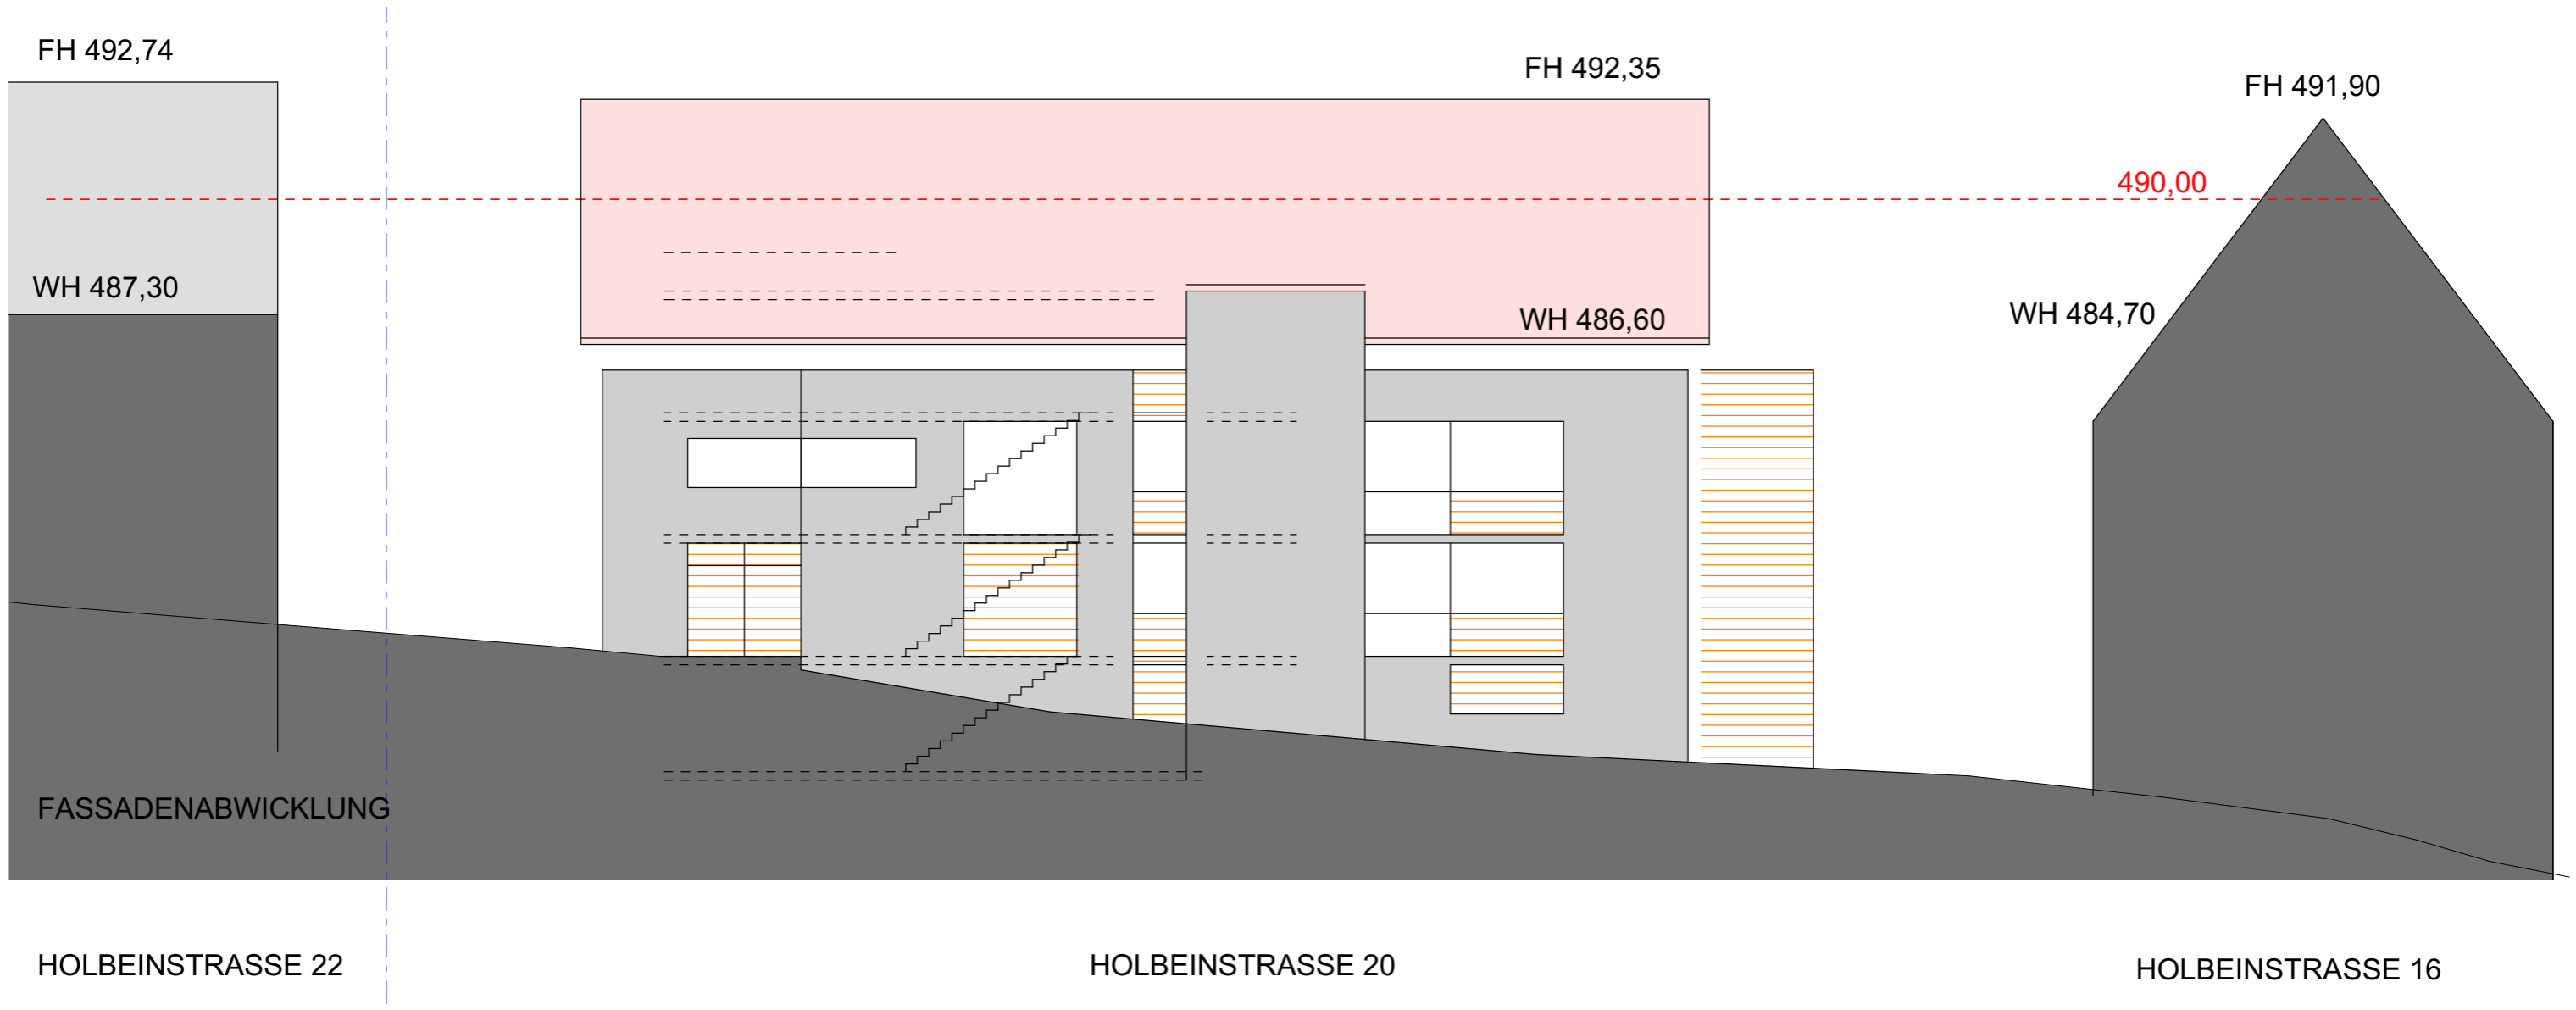 FH 492,74
FH 492,35
FH 491,90
490,00
WH 487,30
WH 486,60
WH 484,70
FASSADENABWICKLUNG
HOLBEINSTRASSE 22
HOLBEINSTRASSE 20
HOLBEINSTRASSE 16